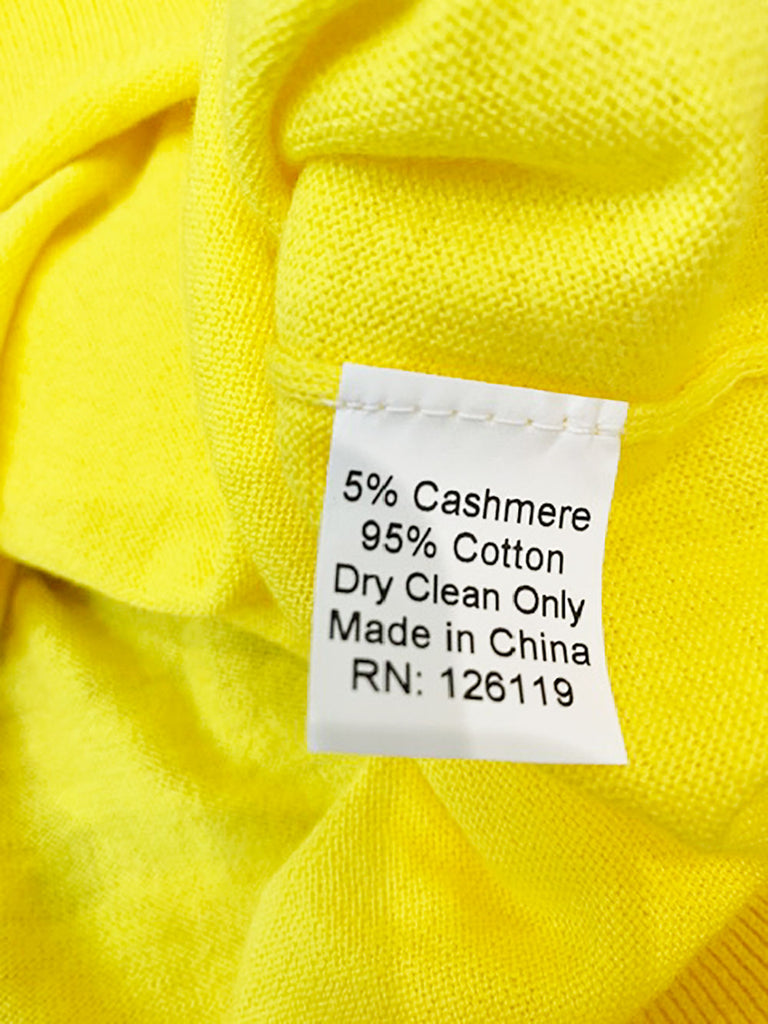 5% Cashmere
95% Cotton
Dry Clean Only
Made in China
RN: 126119